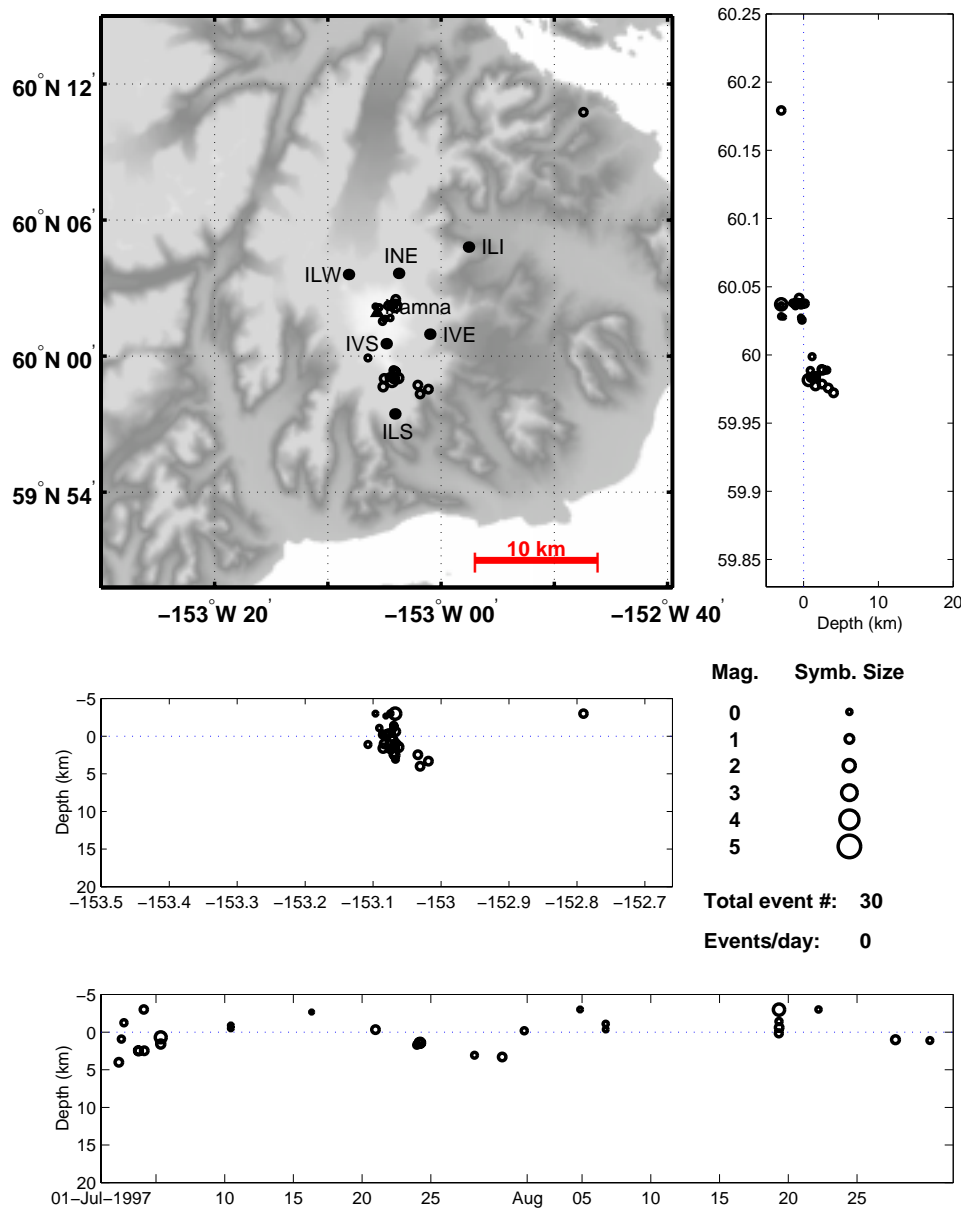 60°N 12'
60°N 06'
60°N 00'
59°N 54'
ILI
INE
ILW
IVE
IVS
ILS
10 km
−153°W 20'
−153°W 00'
−152°W 40'
60.25
60.2
60.15
60.1
60.05
60
59.95
59.9
59.85
0
10
20
Depth (km)
−5
0
5
10
15
20
Depth (km)
−153.5
−153.4
−153.3
−153.2
−153.1
−153
−152.9
−152.8
−152.7
Mag. Symb. Size
0
1
2
3
4
5
Total event #: 30
Events/day: 0
−5
0
5
10
15
20
Depth (km)
01−Jul−1997
10
15
20
25
Aug
05
10
15
20
25